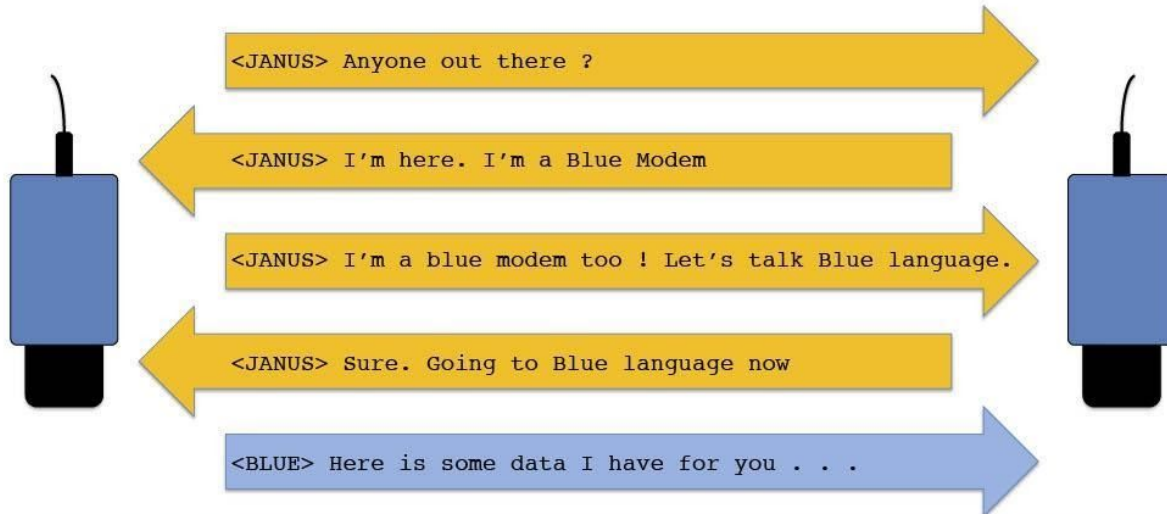 <JANUS> Anyone out there ?
<JANUS> I'm here. I'm a Blue Modem
<JANUS> I'm a blue modem too ! Let's talk Blue language.
<JANUS> Sure. Going to Blue language now
<BLUE> Here is some data I have for you . . .